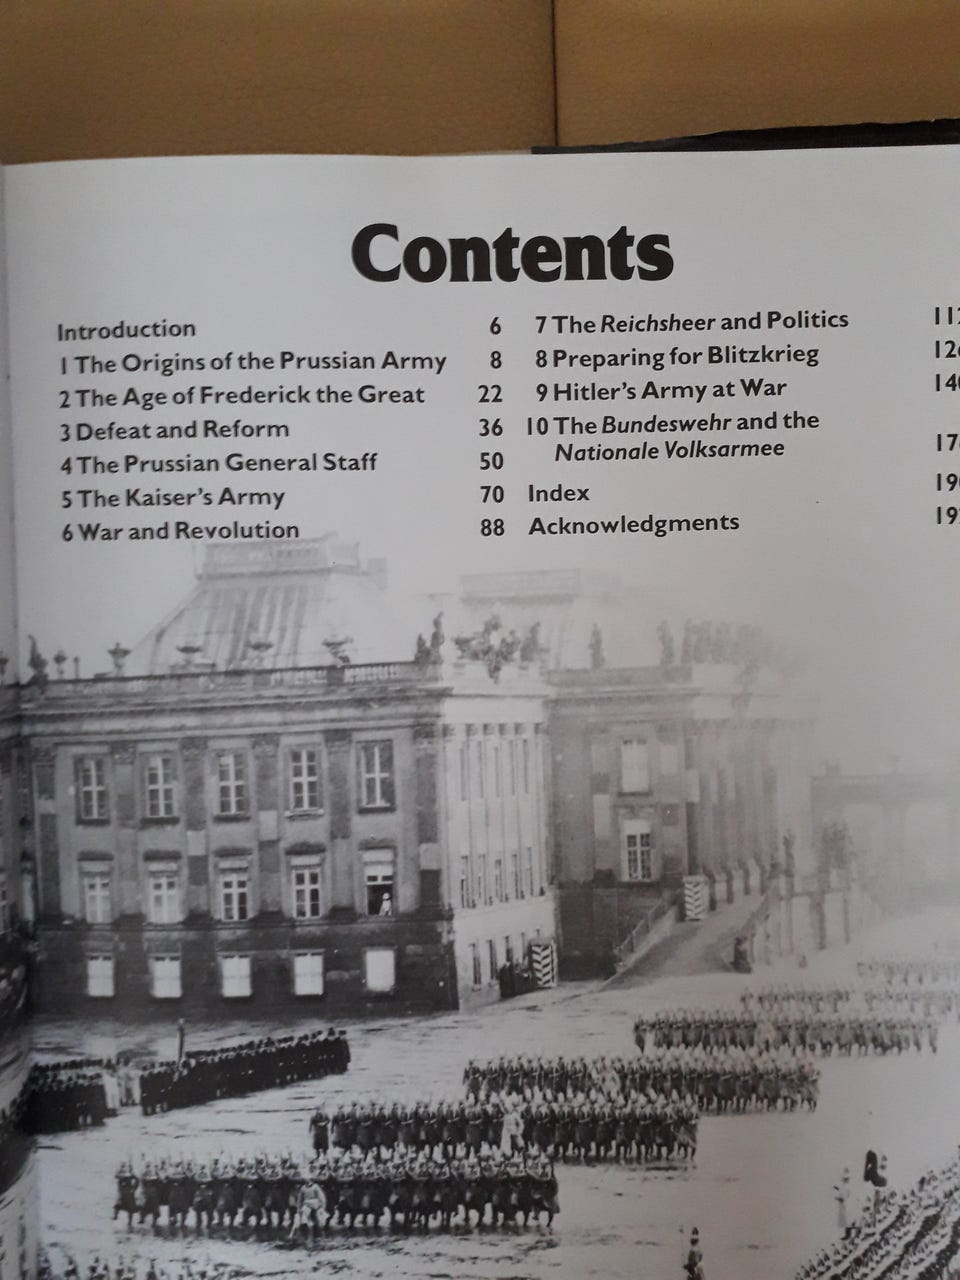 Contents
Introduction 6
1 The Origins of the Prussian Army 8
2 The Age of Frederick the Great 22
3 Defeat and Reform 36
4 The Prussian General Staff 50
5 The Kaiser's Army 70
6 War and Revolution 88
7 The Reichsheer and Politics
8 Preparing for Blitzkrieg
9 Hitler's Army at War
10 The Bundeswehr and the
Nationale Volksarmee
Index
Acknowledgments